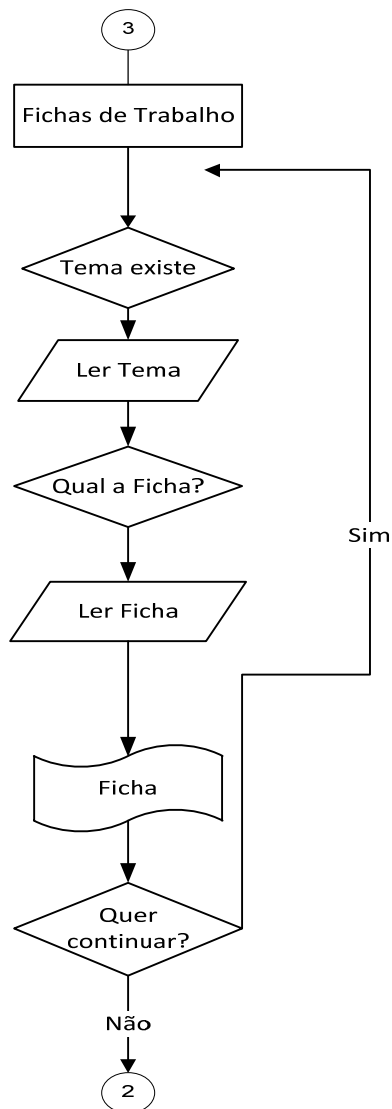 3
Fichas de Trabalho
Tema existe
Ler Tema
Qual a Ficha?
Sim
Ler Ficha
Ficha
Quer
continuar?
Não
2